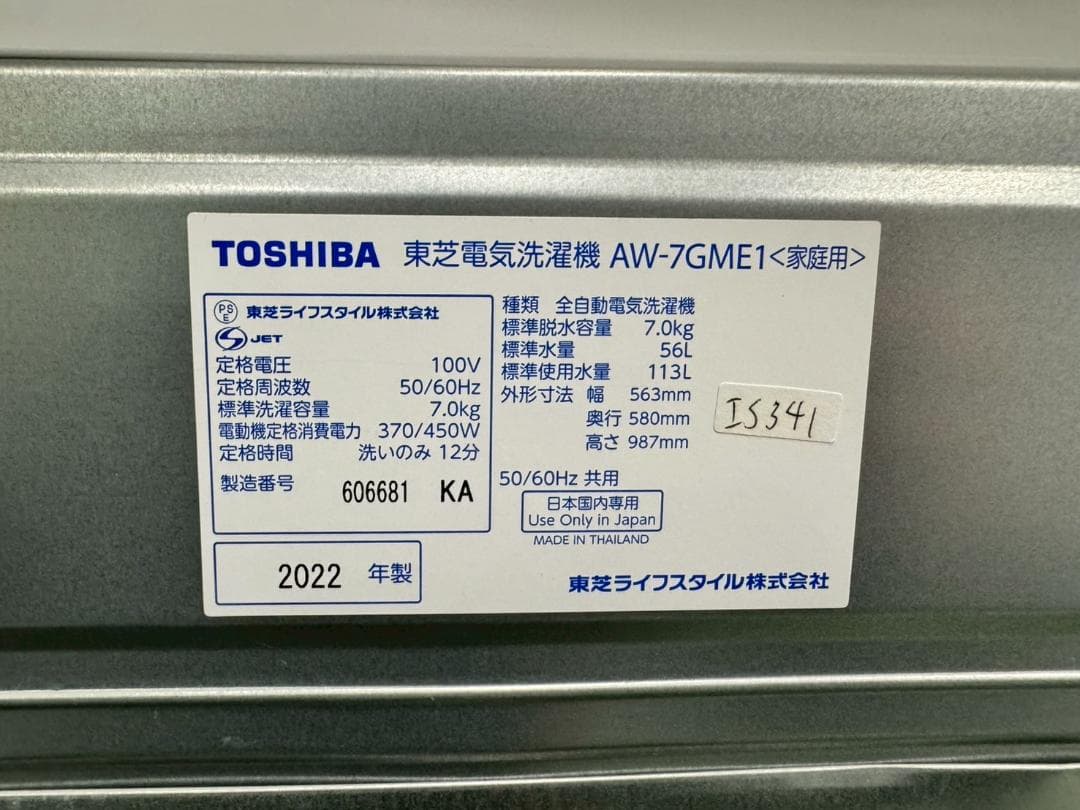 TOSHIBA 東芝電気洗濯機 AW-7GME1<家庭用>
PS E 東芝ライフスタイル株式会社
S JET
定格電圧 100V
定格周波数 50/60Hz
標準洗濯容量 7.0kg
電動機定格消費電力 370/450W
定格時間 洗いのみ 12分
製造番号 606681 KA
2022 年製
種類 全自動電気洗濯機
標準脱水容量 7.0kg
標準水量 56L
標準使用水量 113L
外形寸法 幅 563mm
奥行 580mm
高さ 987mm
50/60Hz 共用
日本国内専用
Use Only in Japan
MADE IN THAILAND
東芝ライフスタイル株式会社
IS341